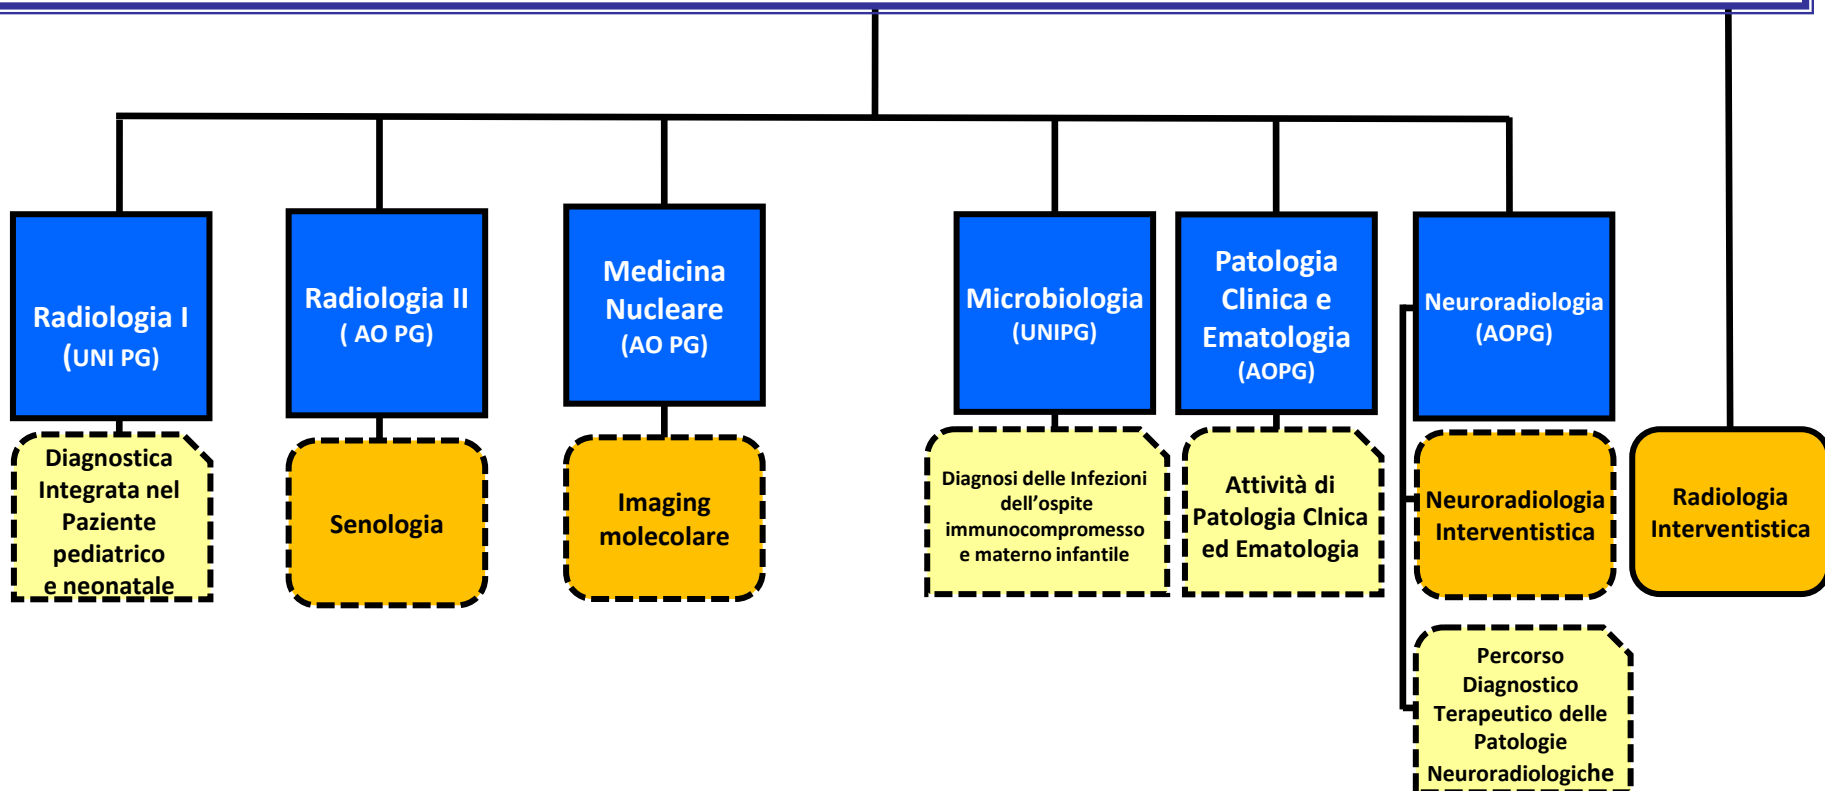 Radiologia I
(UNI PG)
Radiologia II
( AO PG)
Medicina
Nucleare
(AO PG)
Microbiologia
(UNIPG)
Patologia
Clinica e
Ematologia
(AOPG)
Neuroradiologia
(AOPG)
Diagnostica
Integrata nel
Paziente
pediatrico
e neonatale
Senologia
Imaging
molecolare
Diagnosi delle Infezioni
dell’ospite
immunocompromesso
e materno infantile
Attività di
Patologia Clnica
ed Ematologia
Neuroradiologia
Interventistica
Radiologia
Interventistica
Percorso
Diagnostico
Terapeutico delle
Patologie
Neuroradiologiche